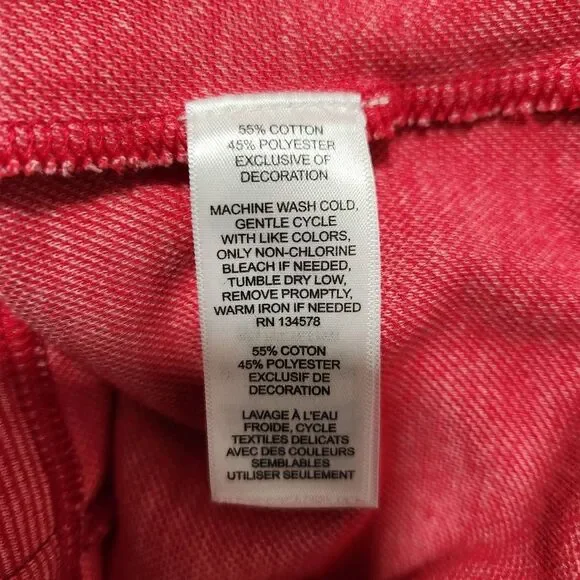 55% COTTON
45% POLYESTER
EXCLUSIVE OF
DECORATION
MACHINE WASH COLD,
GENTLE CYCLE
WITH LIKE COLORS,
ONLY NON-CHLORINE
BLEACH IF NEEDED,
TUMBLE DRY LOW,
REMOVE PROMPTLY,
WARM IRON IF NEEDED
RN 134578
55% COTON
45% POLYESTER
EXCLUSIF DE
DECORATION
LAVAGE À L'EAU
FROIDE, CYCLE
TEXTILES DELICATS
AVEC DES COULEURS
SEMBLABLES
UTILISER SEULEMENT